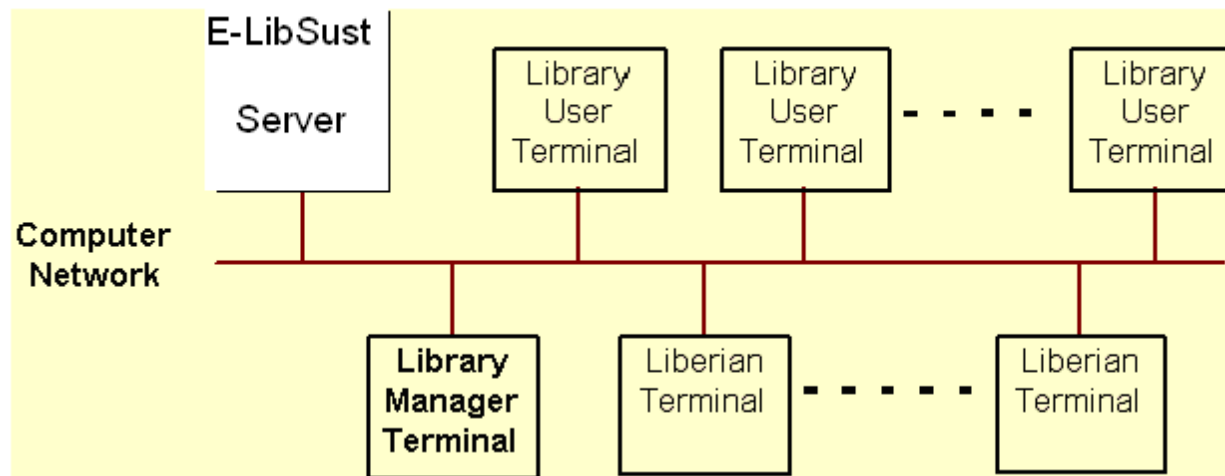 E-LibSust
Server
Library
User
Terminal
Library
User
Terminal
Library
User
Terminal
Computer
Network
Library
Manager
Terminal
Liberian
Terminal
Liberian
Terminal